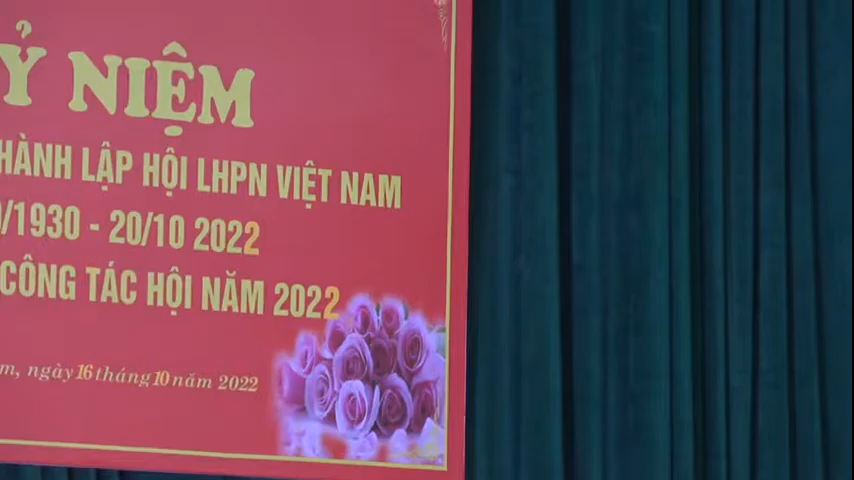 Ỷ NIỆM
HÀNH LẬP HỘI LHPN VIỆT NAM
/1930 - 20/10 2022
CÔNG TÁC HỘI NĂM 2022
m, ngày 16 tháng 10 năm 2022